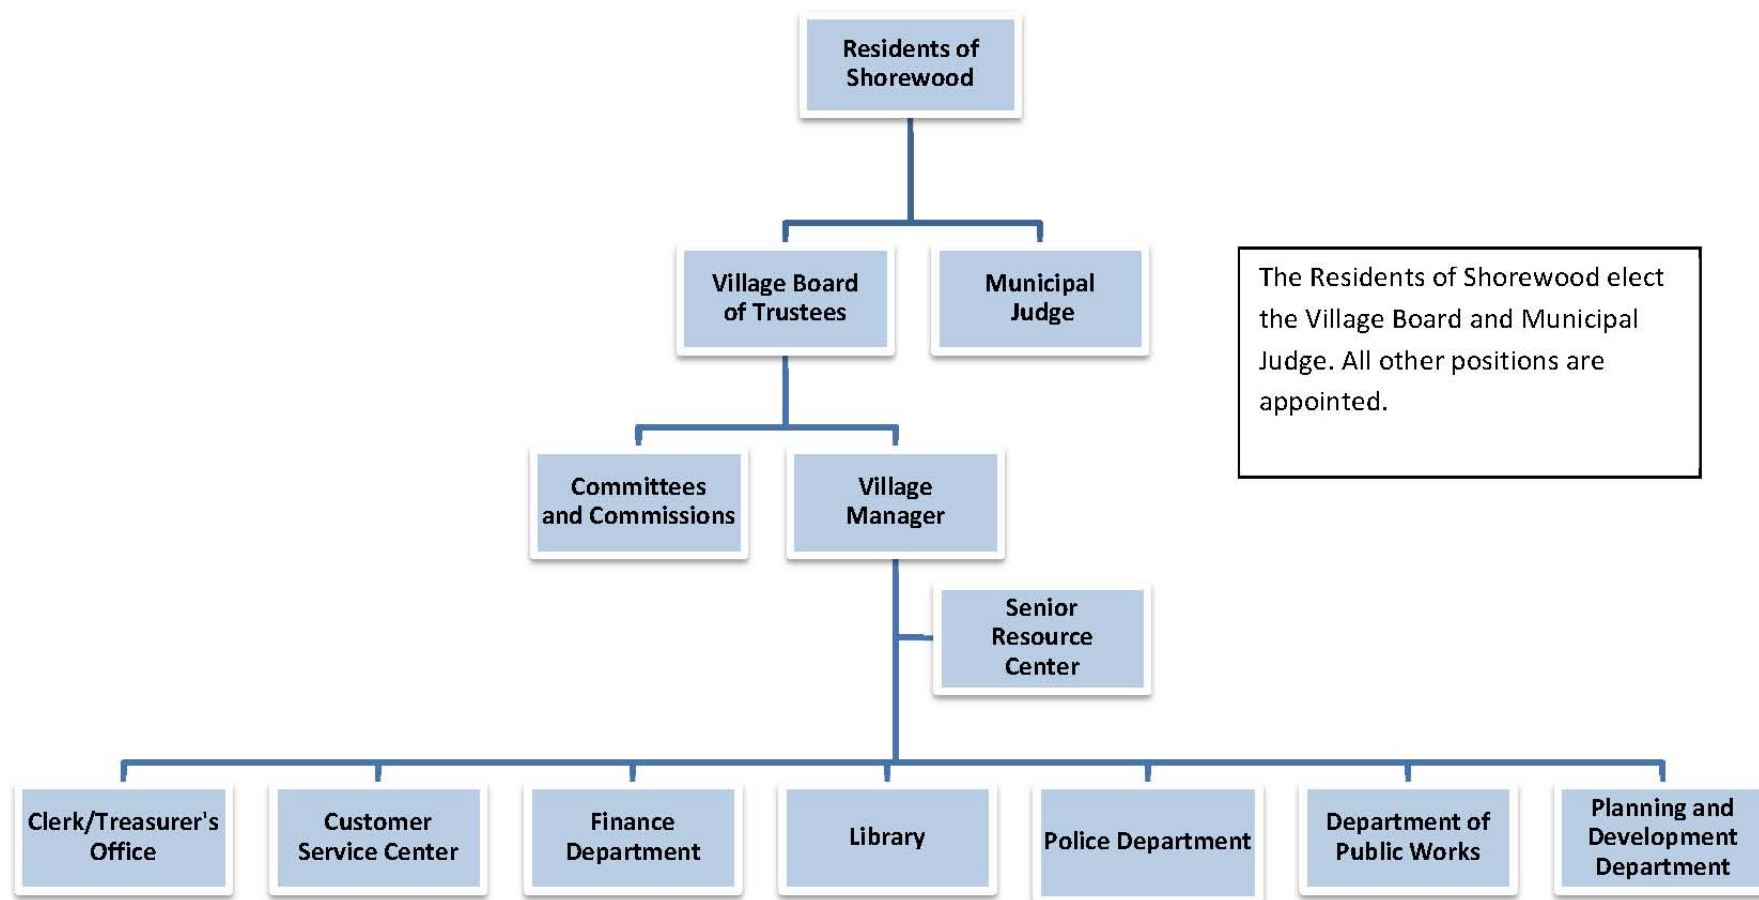 Residents of
Shorewood
Village Board
of Trustees
Municipal
Judge
The Residents of Shorewood elect
the Village Board and Municipal
Judge. All other positions are
appointed.
Committees
and Commissions
Village
Manager
Senior
Resource
Center
Clerk/Treasurer's
Office
Customer
Service Center
Finance
Department
Library
Police Department
Department of
Public Works
Planning and
Development
Department